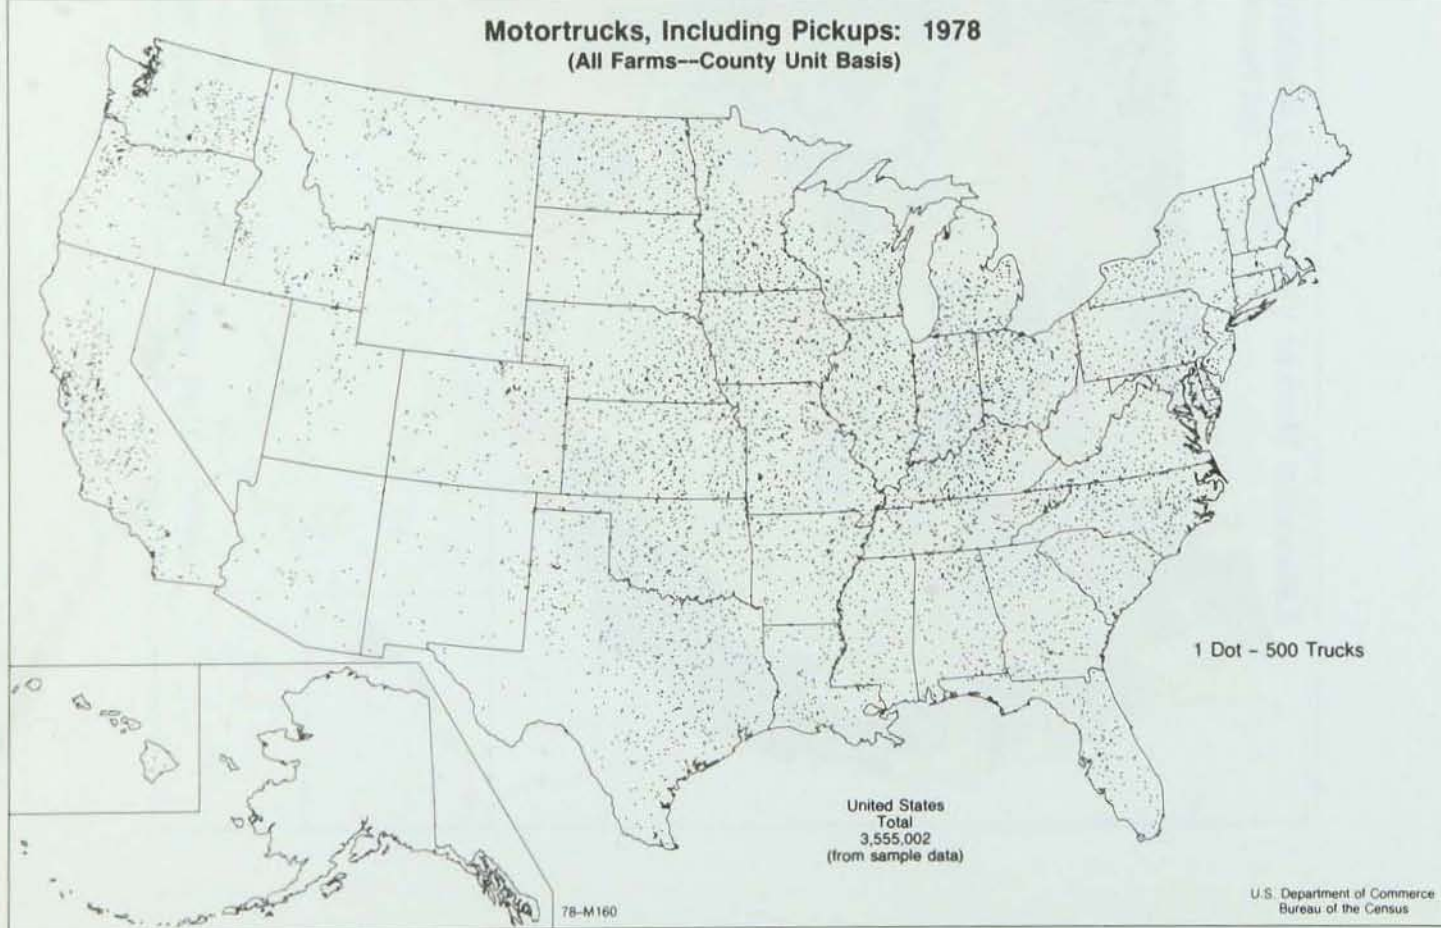 Motortrucks, Including Pickups: 1978
(All Farms--County Unit Basis)
1 Dot - 500 Trucks
United States
Total
3,555,002
(from sample data)
78-M160
U.S. Department of Commerce
Bureau of the Census